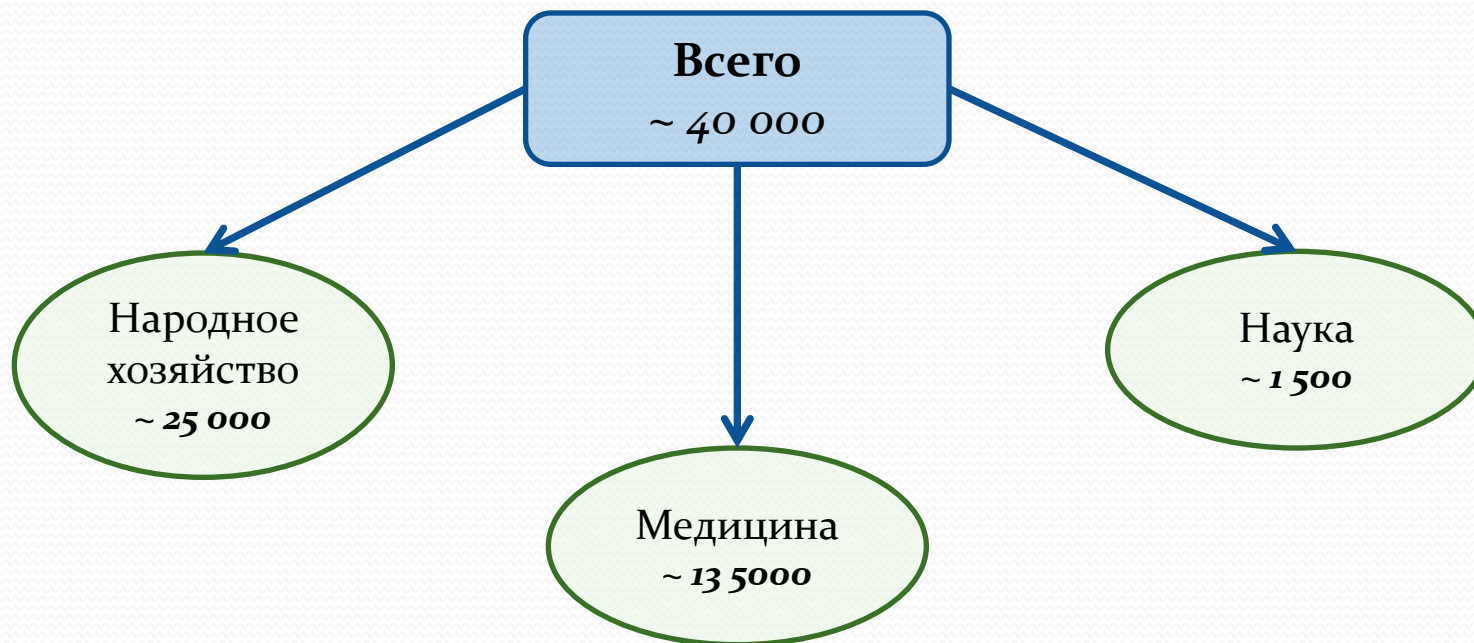 Всего
~ 40 000
Народное
хозяйство
~ 25 000
Медицина
~ 13 5000
Наука
~ 1 500